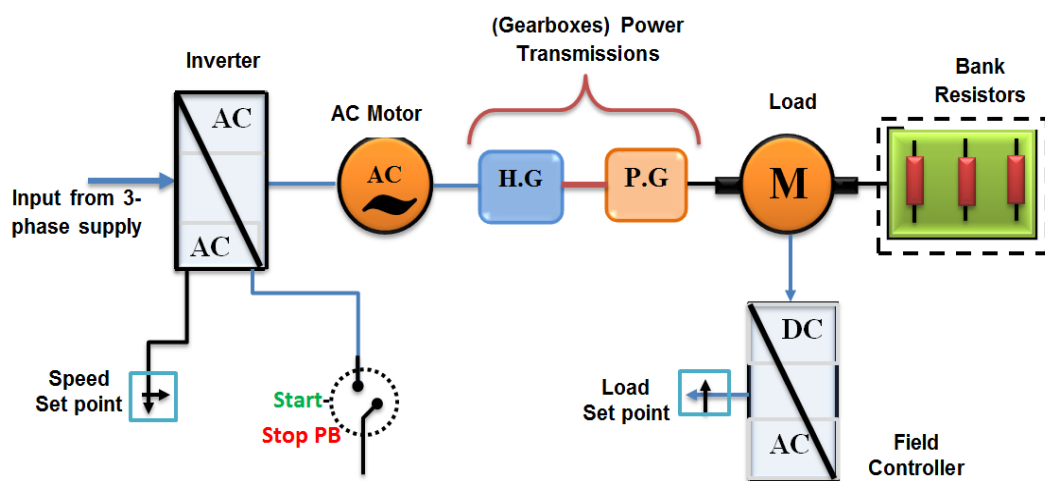 (Gearboxes) Power
Transmissions
Inverter
Bank
Resistors
Load
AC Motor
AC
AC
AC
H.G
P.G
M
Input from 3-
phase supply
Speed
Set point
Start
Stop PB
Load
Set point
DC
AC
Field
Controller